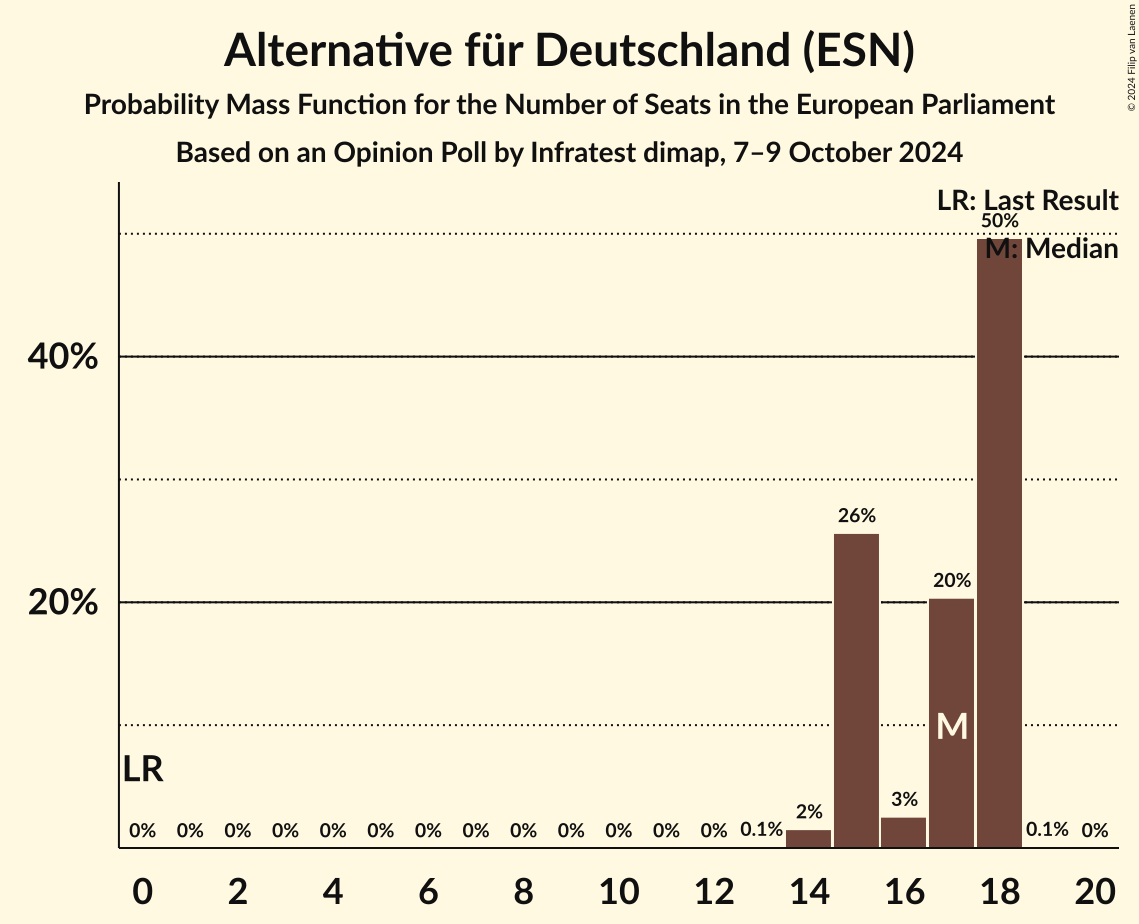 Alternative für Deutschland (ESN)
Probability Mass Function for the Number of Seats in the European Parliament
Based on an Opinion Poll by Infratest dimap, 7–9 October 2024
© 2024 Filip van Laenen
LR: Last Result
50%
M: Median
40%
26%
20%
20%
M
LR
0% 0% 0% 0% 0% 0% 0% 0% 0% 0% 0% 0% 0% 0.1% 2% 3% 0.1% 0%
0 2 4 6 8 10 12 14 16 18 20